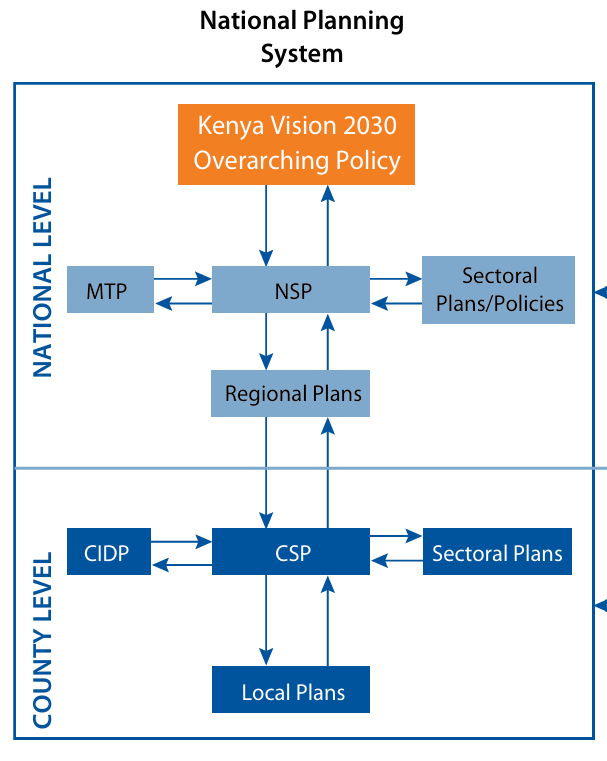 National Planning
System
NATIONAL LEVEL
Kenya Vision 2030
Overarching Policy
MTP
NSP
Sectoral
Plans/Policies
Regional Plans
COUNTY LEVEL
CIDP
CSP
Sectoral Plans
Local Plans